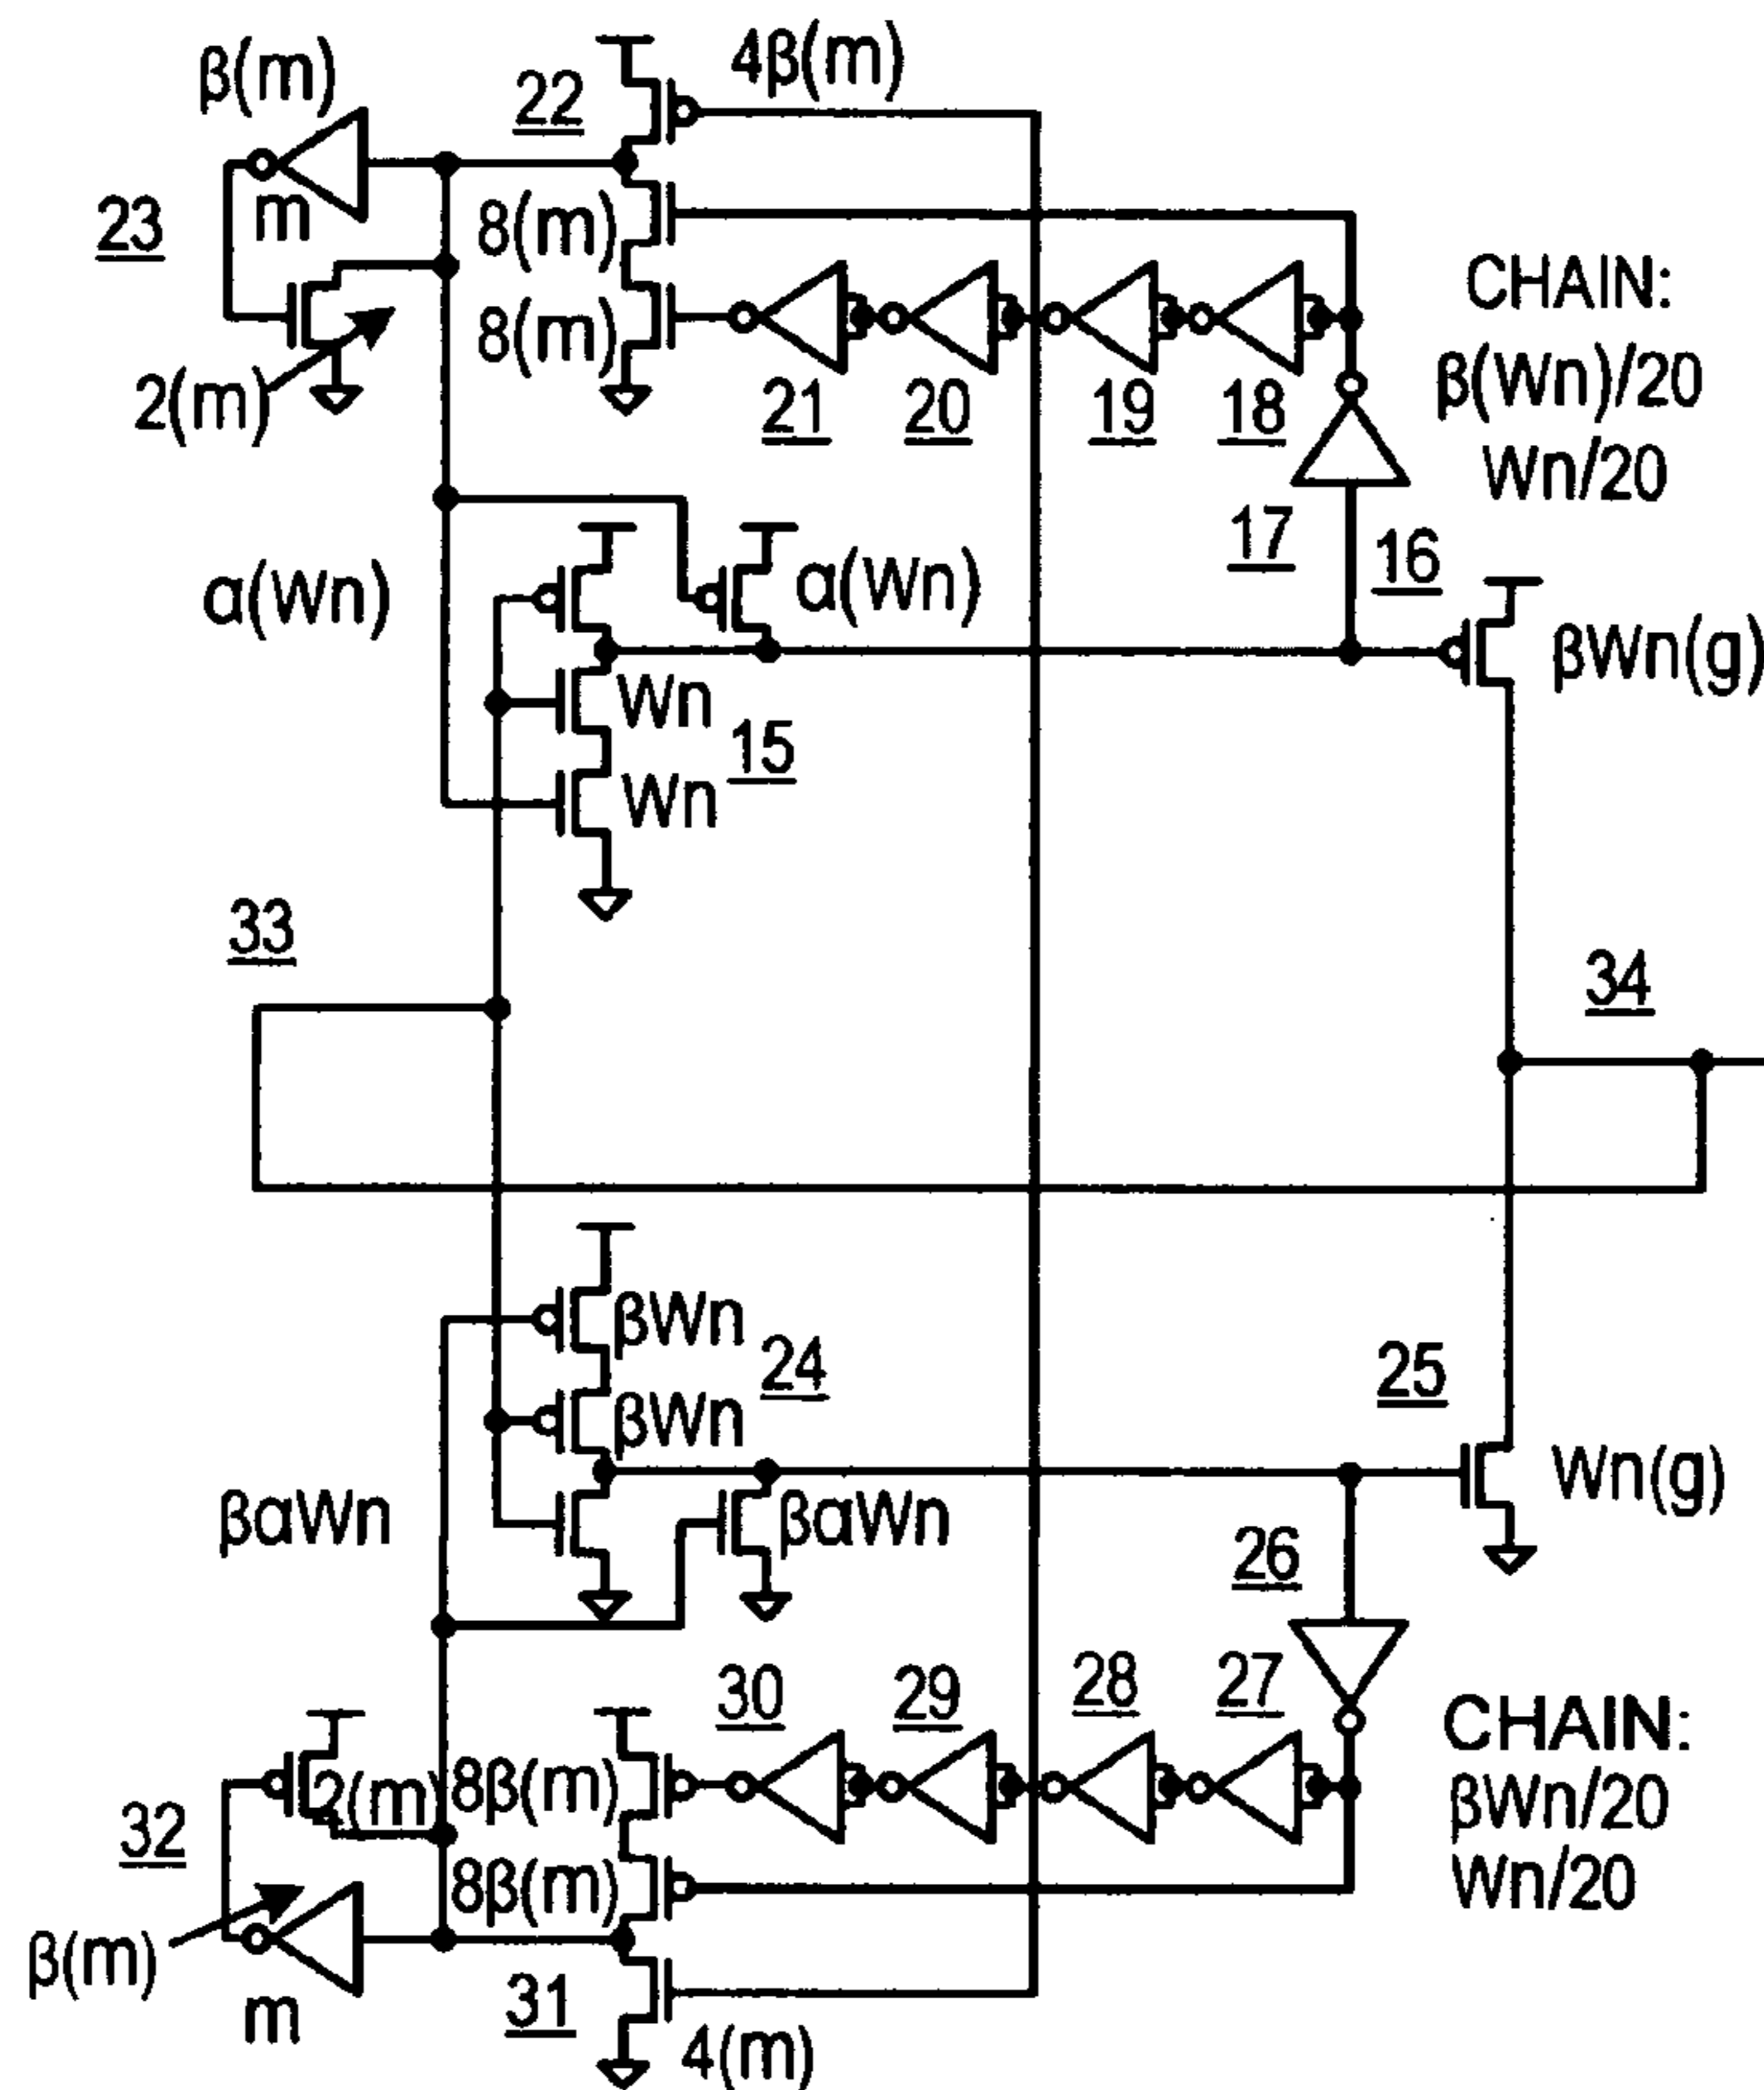 β(m)
22
4β(m)
23
m
8(m)
CHAIN:
8(m)
2(m)
21
20
19
18
β(Wn)/20
Wn/20
17
16
α(Wn)
α(Wn)
βWn(g)
Wn
15
Wn
33
34
βWn
24
25
βWn
βαWn
βαWn
Wn(g)
26
30
29
28
27
CHAIN:
2(m)
8β(m)
βWn/20
32
8β(m)
Wn/20
β(m)
31
m
4(m)